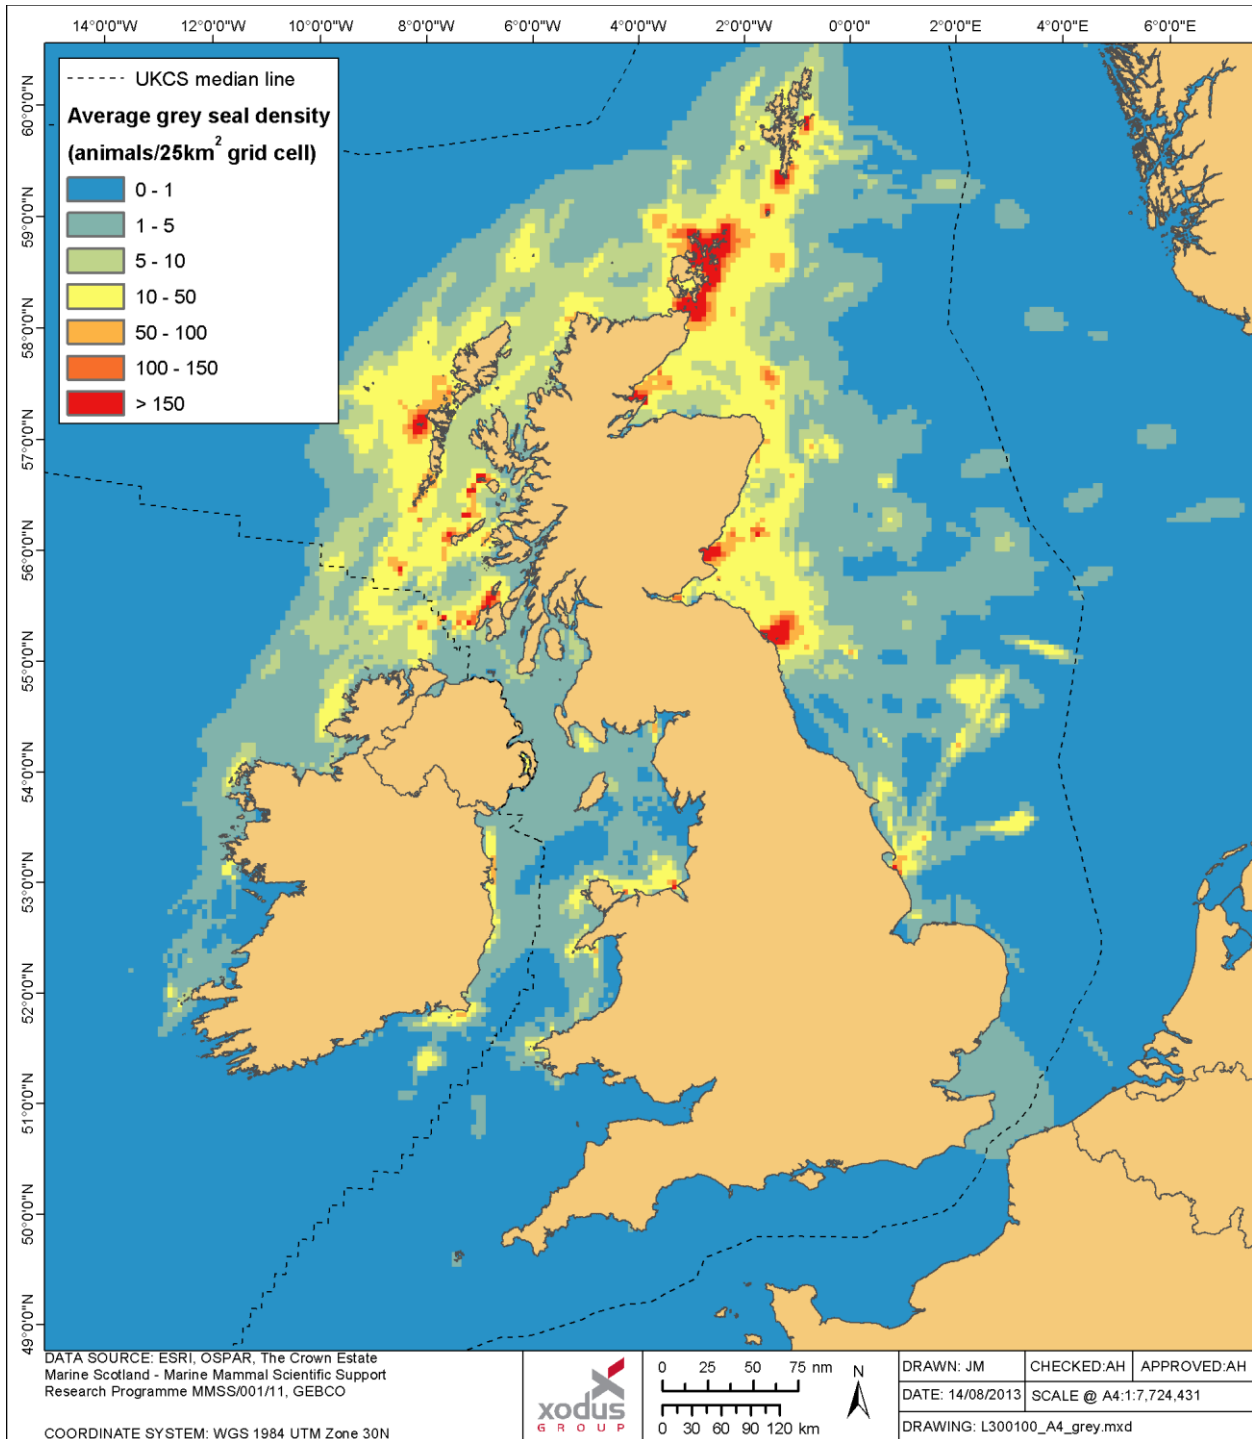 14°0'0"W 12°0'0"W 10°0'0"W 8°0'0"W 6°0'0"W 4°0'0"W 2°0'0"W 0°0'0" 2°0'0"E 4°0'0"E 6°0'0"E
60°0'0"N
59°0'0"N
58°0'0"N
57°0'0"N
56°0'0"N
55°0'0"N
54°0'0"N
53°0'0"N
52°0'0"N
51°0'0"N
50°0'0"N
49°0'0"N
UKCS median line
Average grey seal density
(animals/25km² grid cell)
0 - 1
1 - 5
5 - 10
10 - 50
50 - 100
100 - 150
> 150
DATA SOURCE: ESRI, OSPAR, The Crown Estate
Marine Scotland - Marine Mammal Scientific Support
Research Programme MMSS/001/11, GEBCO
COORDINATE SYSTEM: WGS 1984 UTM Zone 30N
xodus
GROUP
0 25 50 75 nm
0 30 60 90 120 km
N
DRAWN: JM CHECKED:AH APPROVED:AH
DATE: 14/08/2013 SCALE @ A4:1:7,724,431
DRAWING: L300100_A4_grey.mxd